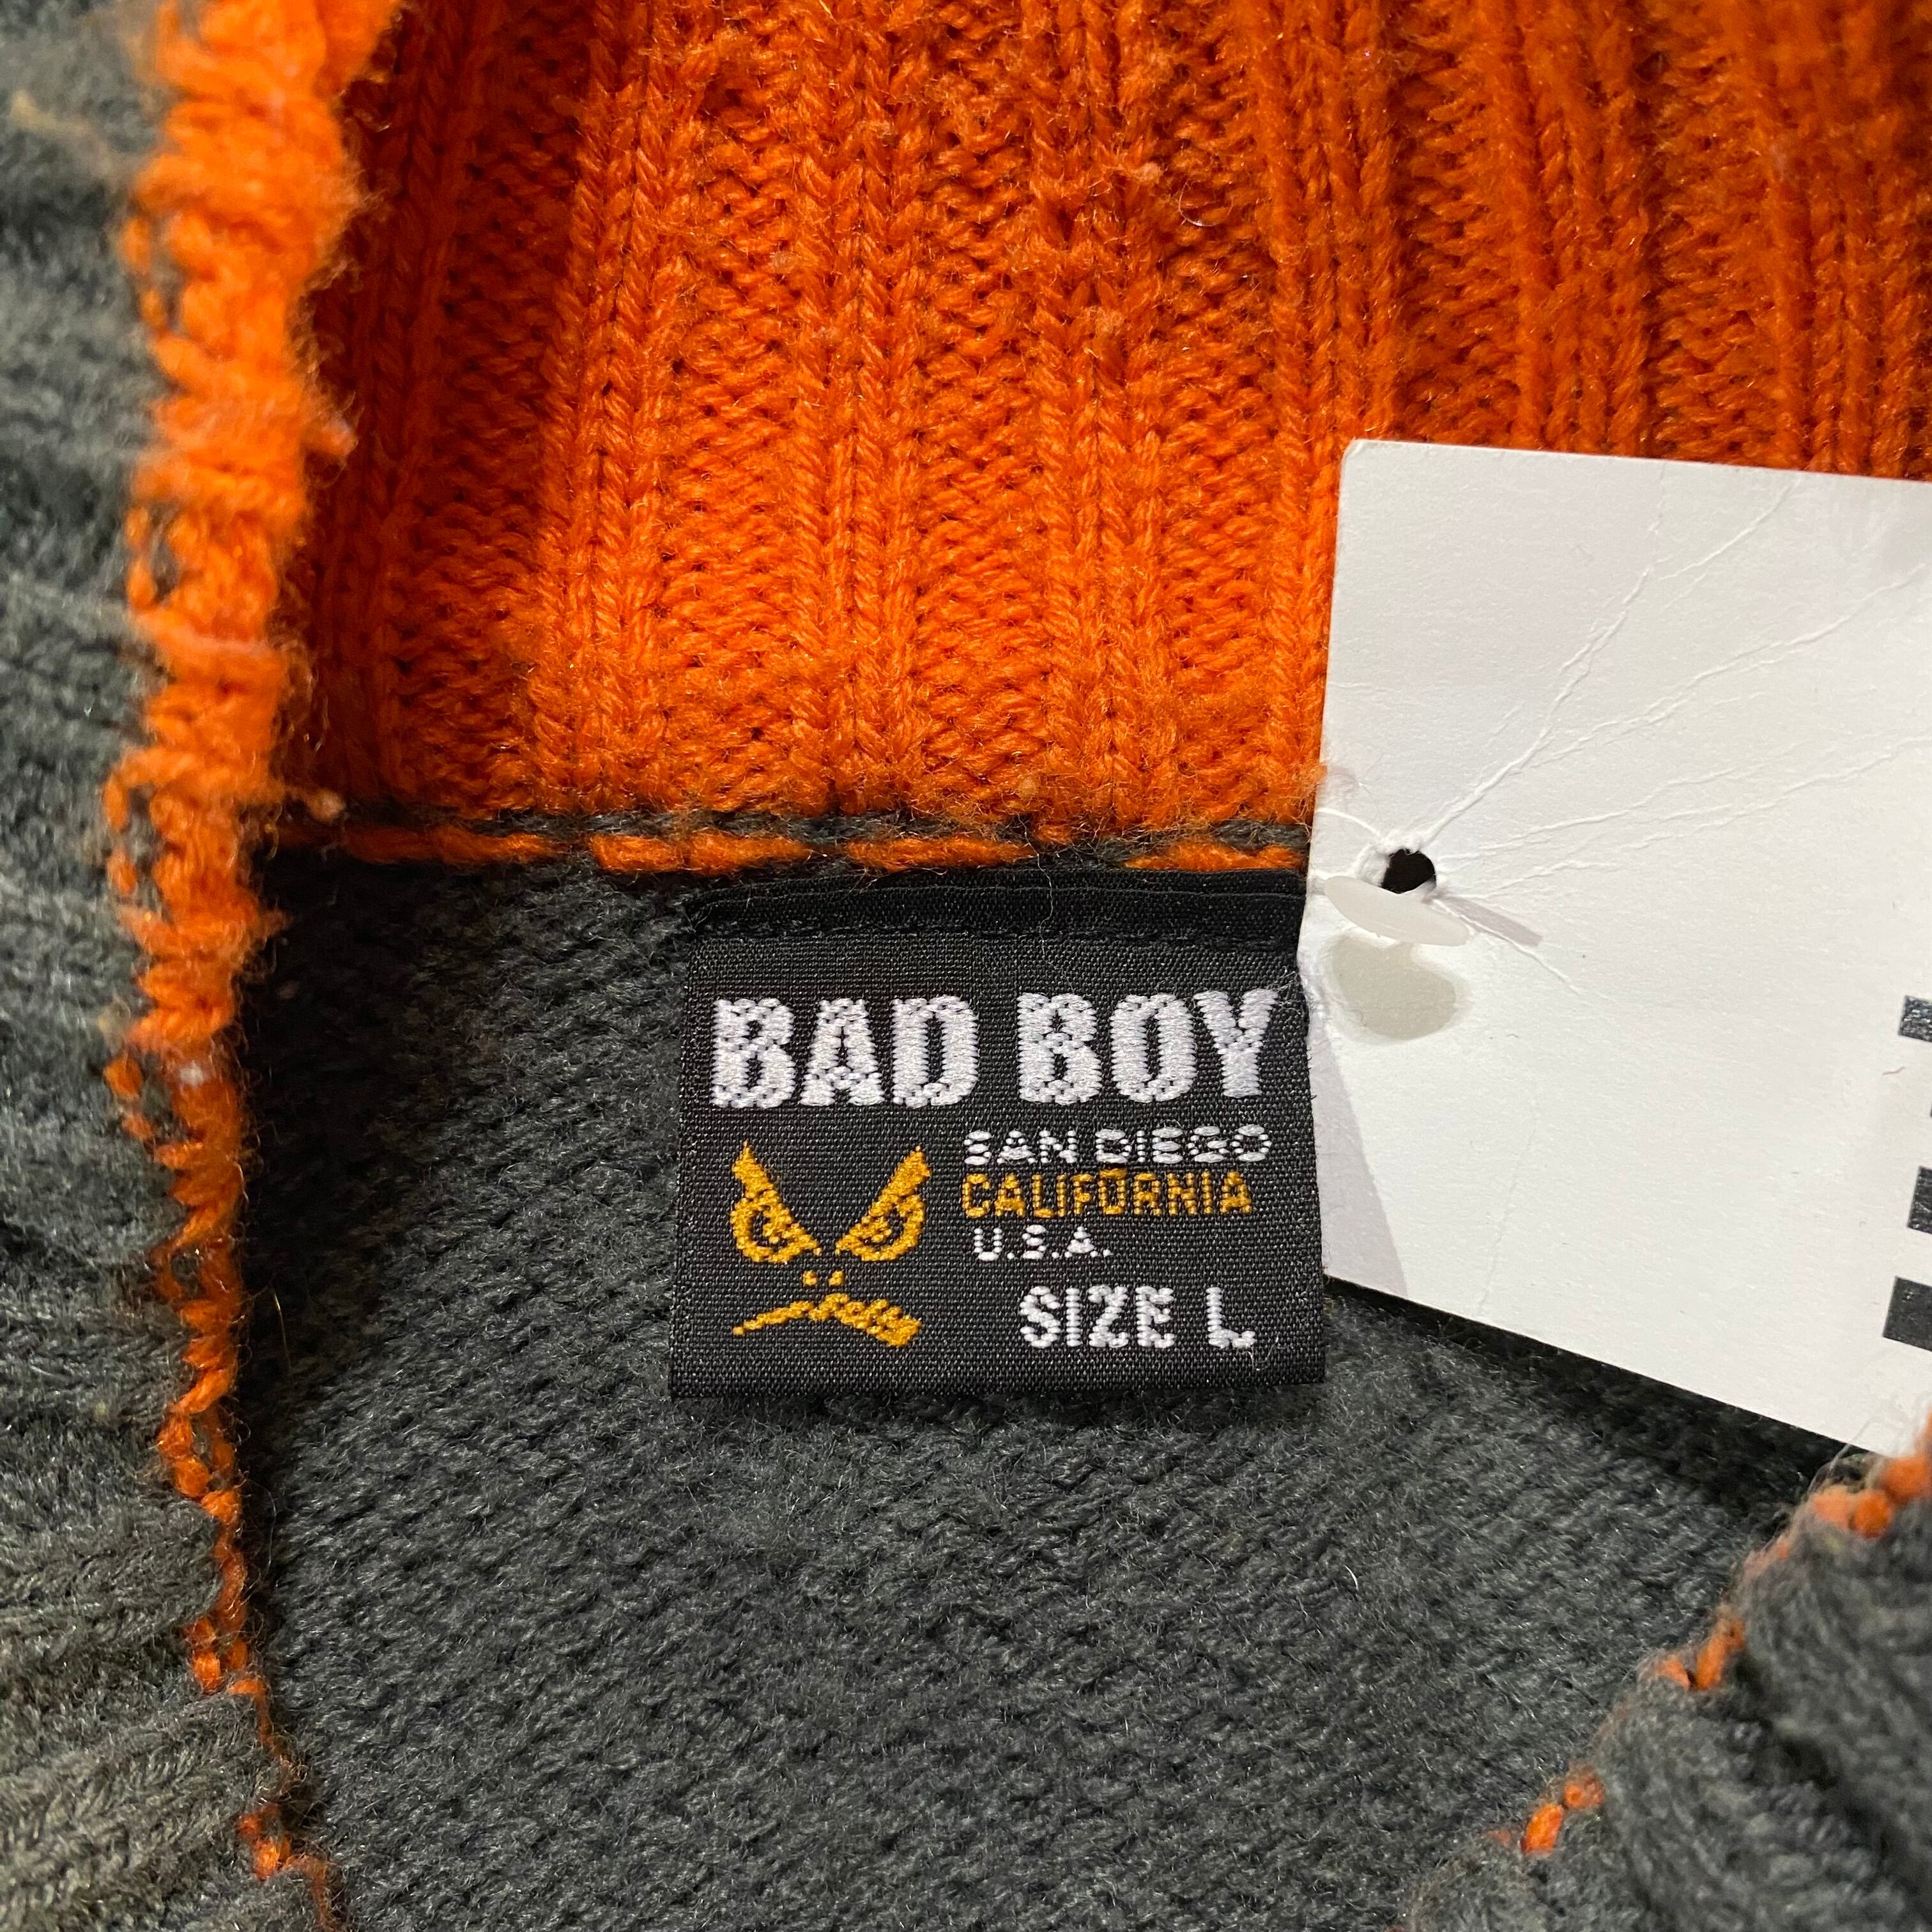 BAD BOY
SAN DIEGO
CALIFORNIA
U.S.A.
SIZE L